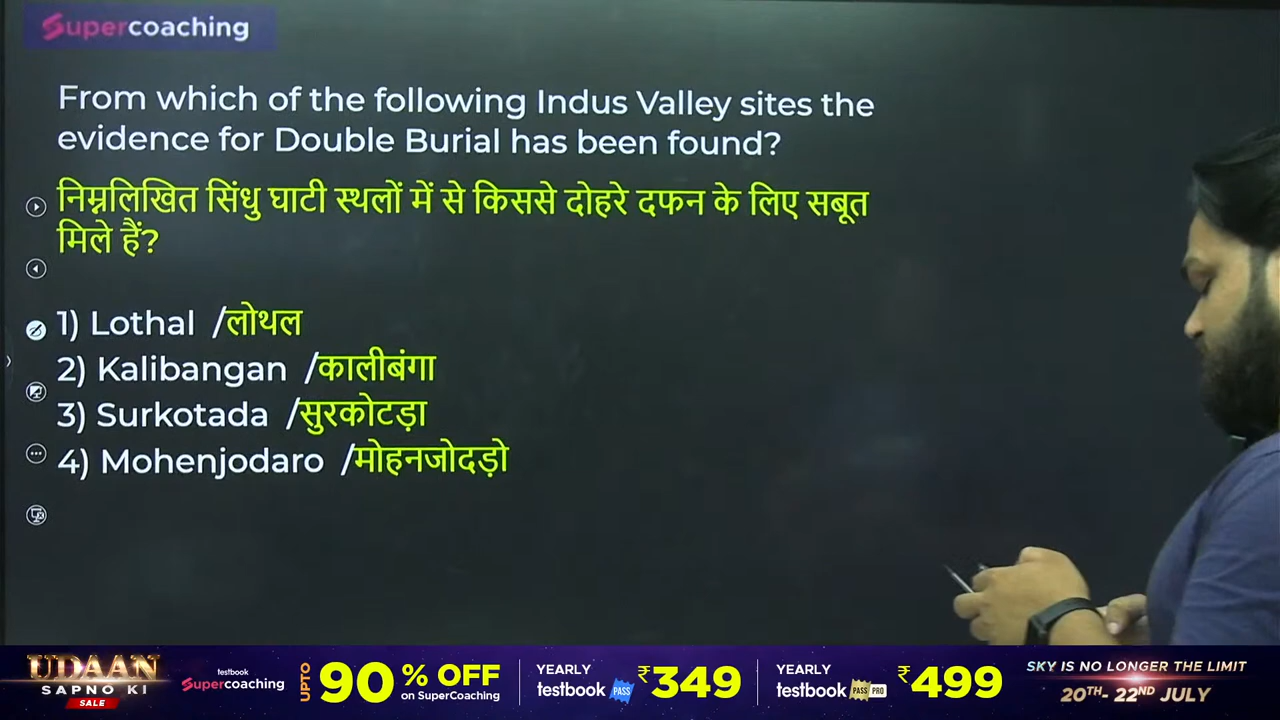 Supercoaching
From which of the following Indus Valley sites the
evidence for Double Burial has been found?
निम्नलिखित सिंधु घाटी स्थलों में से किससे दोहरे दफन के लिए सबूत
मिले हैं?
1) Lothal /लोथल
2) Kalibangan /कालीबंगा
3) Surkotada /सुरकोटड़ा
4) Mohenjodaro /मोहनजोदड़ो
UDAAN
SAPNO KI
SALE
testbook
Supercoaching
UPTO 90% OFF
on SuperCoaching
YEARLY
testbook PASS ₹349
YEARLY
testbook PASS PRO ₹499
SKY IS NO LONGER THE LIMIT
20TH- 22ND JULY